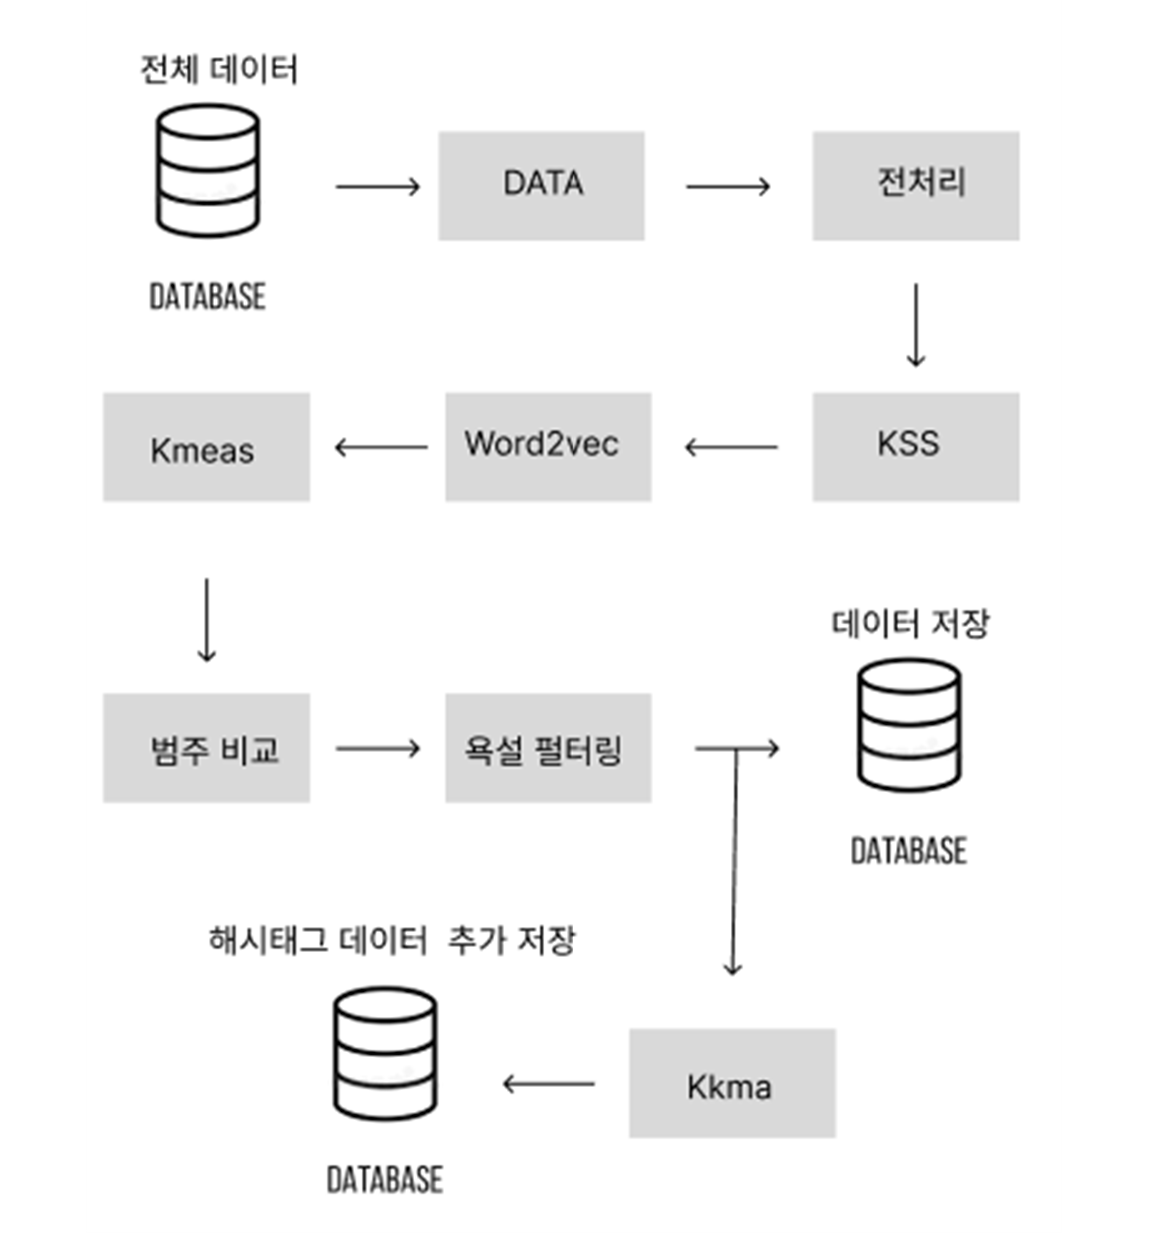 전체 데이터
DATABASE
DATA
전처리
KSS
Word2vec
Kmeas
범주 비교
욕설 펄터링
데이터 저장
DATABASE
Kkma
해시태그 데이터 추가 저장
DATABASE